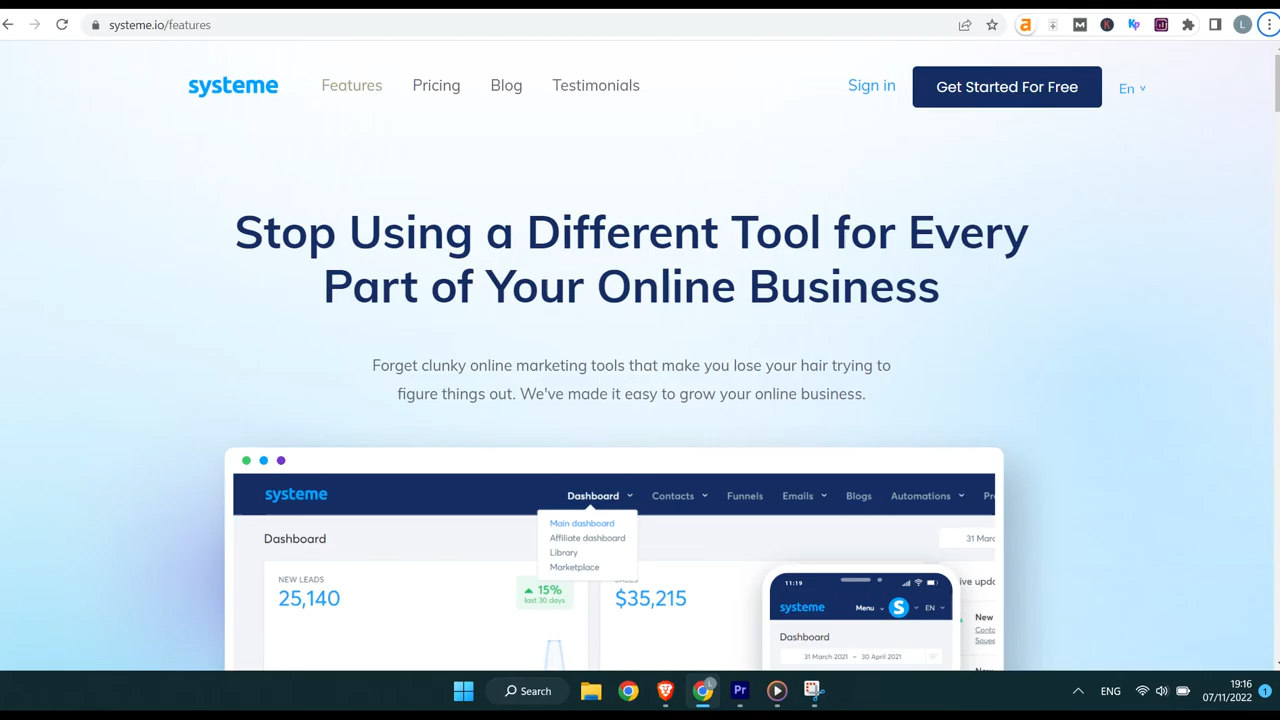 systeme.io/features
L
systeme
Features
Pricing
Blog
Testimonials
Sign in
Get Started For Free
En
Stop Using a Different Tool for Every
Part of Your Online Business
Forget clunky online marketing tools that make you lose your hair trying to
figure things out. We've made it easy to grow your online business.
systeme
Dashboard
Contacts
Funnels
Emails
Blogs
Automations
Main dashboard
Affiliate dashboard
Library
Marketplace
Dashboard
NEW LEADS
25,140
15%
last 30 days
$35,215
11:19
systeme
Menu
S
EN
Dashboard
31 March 2021 – 30 April 2021
New
Search
Pr
ENG
19:16
07/11/2022
1